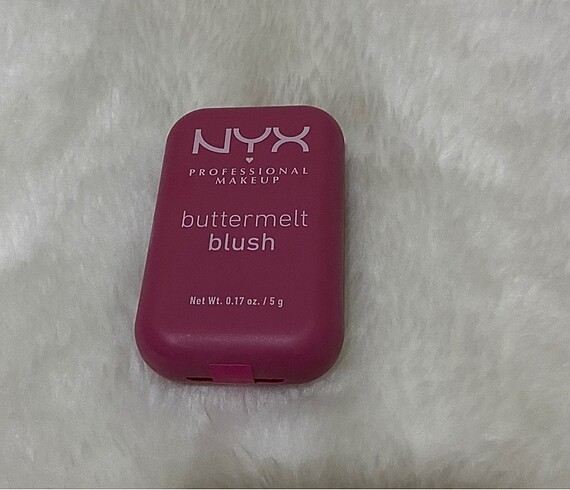 NYX
PROFESSIONAL
MAKEUP
buttermelt
blush
Net Wt. 0.17 oz. / 5 g